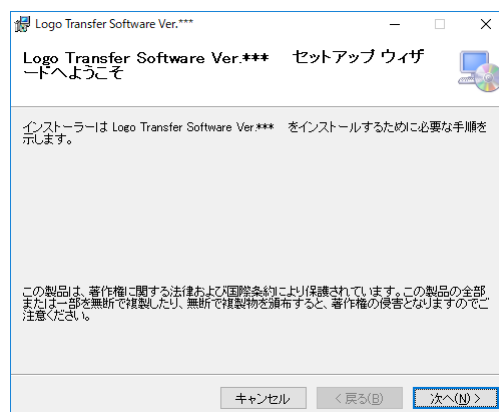 Logo Transfer Software Ver.***
Logo Transfer Software Ver.*** セットアップ ウィザ
ードへようこそ
インストーラーは Logo Transfer Software Ver.*** をインストールするために必要な手順を
示します。
この製品は、著作権に関する法律および国際条約により保護されています。この製品の全部
または一部を無断で複製したり、無断で複製物を頒布すると、著作権の侵害となりますのでご
注意ください。
キャンセル < 戻る(B) 次へ(N) >